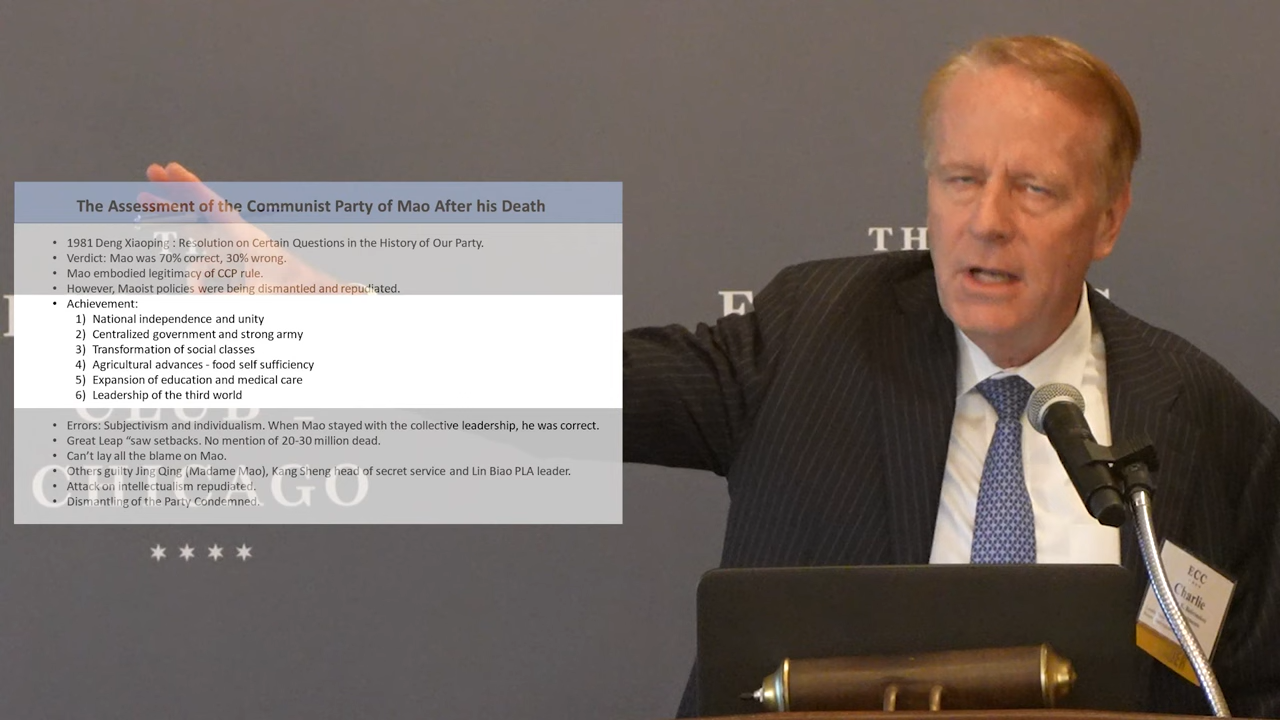 The Assessment of the Communist Party of Mao After his Death
• 1981 Deng Xiaoping : Resolution on Certain Questions in the History of Our Party.
• Verdict: Mao was 70% correct, 30% wrong.
• Mao embodied legitimacy of CCP rule.
• However, Maoist policies were being dismantled and repudiated.
• Achievement:
1) National independence and unity
2) Centralized government and strong army
3) Transformation of social classes
4) Agricultural advances - food self sufficiency
5) Expansion of education and medical care
6) Leadership of the third world
• Errors: Subjectivism and individualism. When Mao stayed with the collective leadership, he was correct.
• Great Leap “saw setbacks. No mention of 20-30 million dead.
• Can’t lay all the blame on Mao.
• Others guilty Jing Qing (Madame Mao), Kang Sheng head of secret service and Lin Biao PLA leader.
• Attack on intellectualism repudiated.
• Dismantling of the Party Condemned.
CLUB
CHICAGO
TH
E
ECC
Charlie